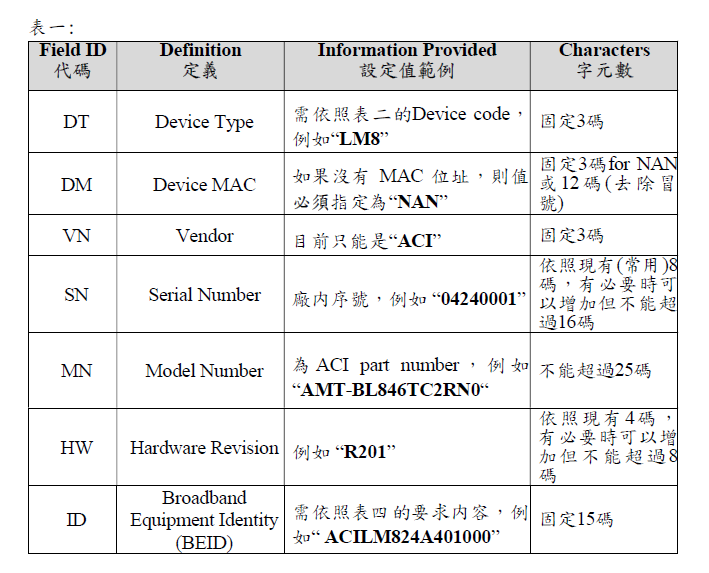 表一:
Field ID Definition Information Provided Characters
代碼 定義 設定值範例 字元數
DT Device Type 需依照表二的Device code，
例如“LM8” 固定3碼
DM Device MAC 如果沒有 MAC 位址，則值
必須指定為“NAN” 固定3碼for NAN
或12碼(去除冒
號)
VN Vendor 目前只能是“ACI” 固定3碼
SN Serial Number 廠內序號，例如 “04240001” 依照現有(常用)8
碼，有必要時可
以增加但不能超
過16碼
MN Model Number 為 ACI part number，例如
“AMT-BL846TC2RN0“ 不能超過25碼
HW Hardware Revision 例如 “R201” 依照現有4碼，
有必要時可以增
加但不能超過8
碼
ID Broadband
Equipment Identity
(BEID) 需依照表四的要求內容，例
如“ ACILM824A401000” 固定15碼